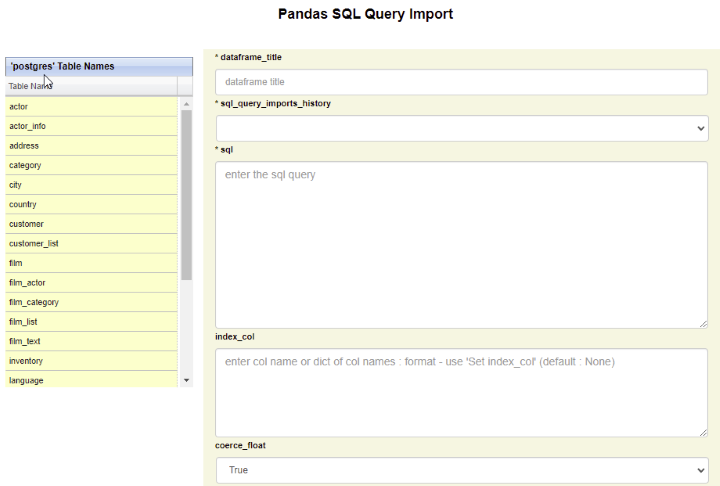 Pandas SQL Query Import
'postgres' Table Names
Table Name
actor
actor_info
address
category
city
country
customer
customer_list
film
film_actor
film_category
film_list
film_text
inventory
language
* dataframe_title
dataframe title
* sql_query_imports_history
* sql
enter the sql query
index_col
enter col name or dict of col names : format - use 'Set index_col' (default : None)
coerce_float
True